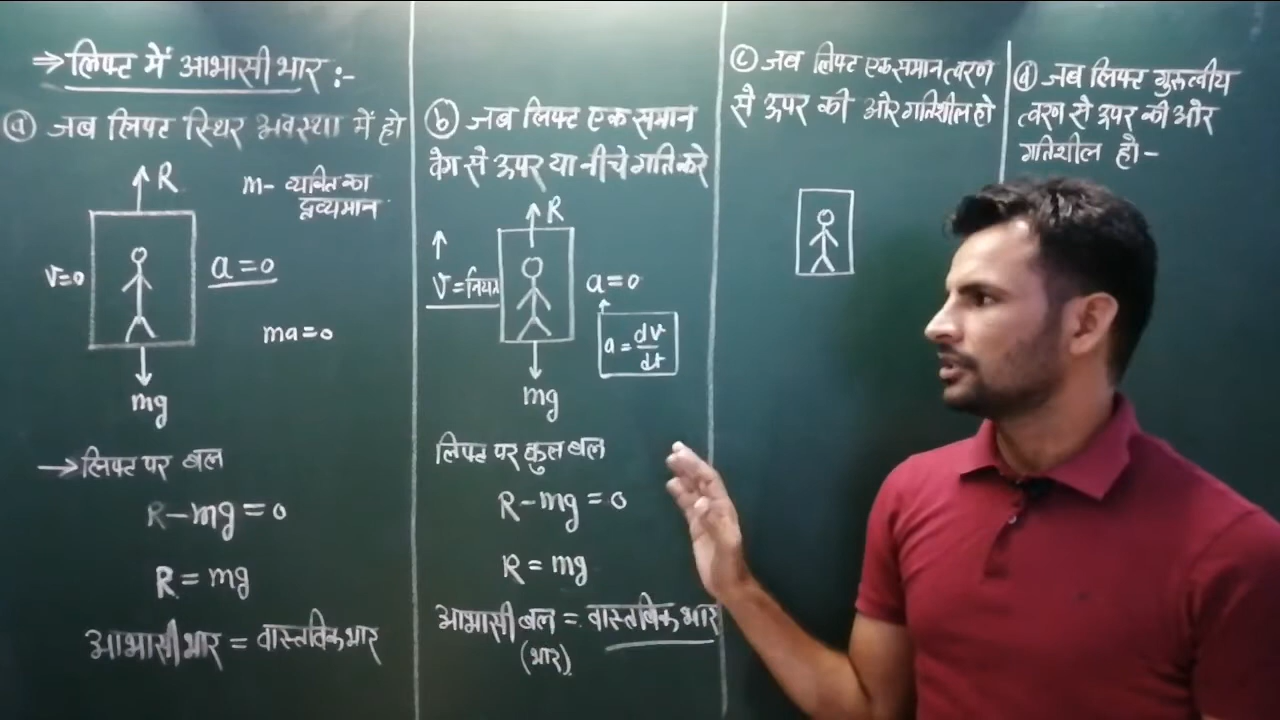 ⇒ लिफ्ट में आभासी भार :-
(a) जब लिफ्ट स्थिर अवस्था में हो
R
m- व्यक्ति का
द्रव्यमान
v=0
a = 0
ma = 0
mg
→ लिफ्ट पर बल
R - mg = 0
R = mg
आभासी भार = वास्तविक भार
(b) जब लिफ्ट एक समान
वेग से ऊपर या नीचे गति करे
R
v = नियत
a = 0
a = dv/dt
mg
लिफ्ट पर कुल बल
R - mg = 0
R = mg
आभासी बल = वास्तविक भार
(भार)
(c) जब लिफ्ट एक समान त्वरण
से ऊपर की ओर गतिशील हो
(d) जब लिफ्ट गुरुत्वीय
त्वरण से ऊपर की ओर
गतिशील हो -